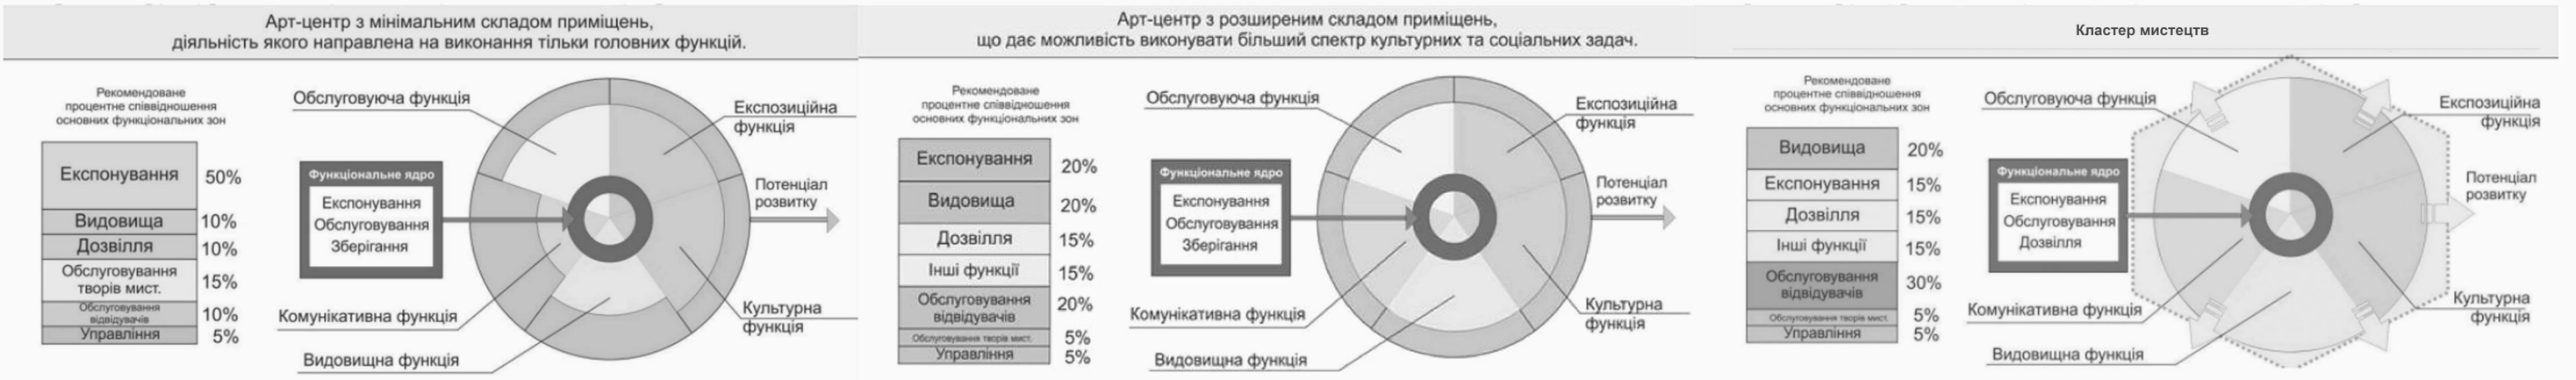 Арт-центр з мінімальним складом приміщень,
діяльність якого направлена на виконання тільки головних функцій.
Рекомендоване
процентне співвідношення
основних функціональних зон
Експонування 50%
Видовища 10%
Дозвілля 10%
Обслуговування
творів мист. 15%
Обслуговування
відвідувачів 10%
Управління 5%
Обслуговуюча функція
Експозиційна
функція
Функціональне ядро
Експонування
Обслуговування
Зберігання
Потенціал
розвитку
Комунікативна функція
Культурна
функція
Видовищна функція
Арт-центр з розширеним складом приміщень,
що дає можливість виконувати більший спектр культурних та соціальних задач.
Рекомендоване
процентне співвідношення
основних функціональних зон
Експонування 20%
Видовища 20%
Дозвілля 15%
Інші функції 15%
Обслуговування
відвідувачів 20%
Обслуговування творів мист. 5%
Управління 5%
Обслуговуюча функція
Експозиційна
функція
Функціональне ядро
Експонування
Обслуговування
Зберігання
Потенціал
розвитку
Комунікативна функція
Культурна
функція
Видовищна функція
Кластер мистецтв
Рекомендоване
процентне співвідношення
основних функціональних зон
Видовища 20%
Експонування 15%
Дозвілля 15%
Інші функції 15%
Обслуговування
відвідувачів 30%
Обслуговування творів мист. 5%
Управління 5%
Обслуговуюча функція
Експозиційна
функція
Функціональне ядро
Експонування
Обслуговування
Дозвілля
Потенціал
розвитку
Комунікативна функція
Культурна
функція
Видовищна функція